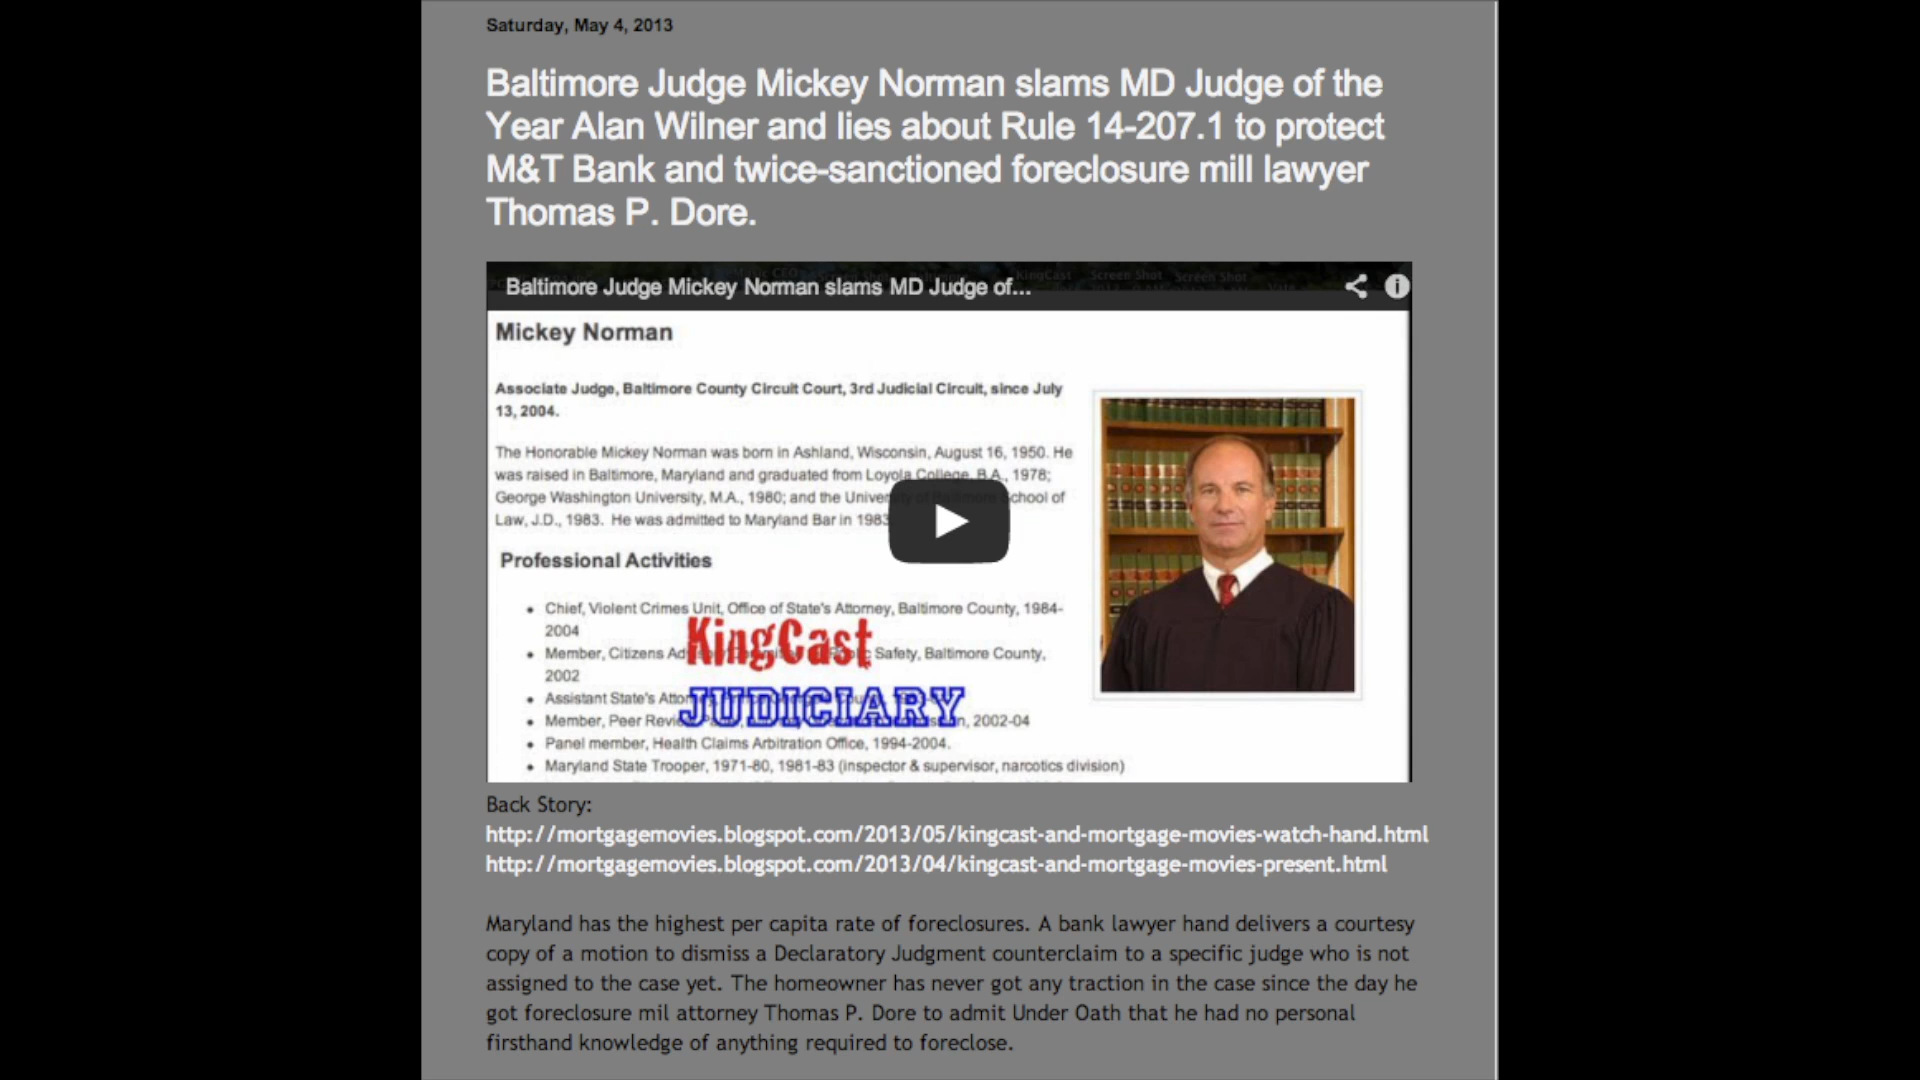 Saturday, May 4, 2013
Baltimore Judge Mickey Norman slams MD Judge of the
Year Alan Wilner and lies about Rule 14-207.1 to protect
M&T Bank and twice-sanctioned foreclosure mill lawyer
Thomas P. Dore.
KingCast Screen Shot Screen Shot
Baltimore Judge Mickey Norman slams MD Judge of...
Mickey Norman
Associate Judge, Baltimore County Circuit Court, 3rd Judicial Circuit, since July
13, 2004.
The Honorable Mickey Norman was born in Ashland, Wisconsin, August 16, 1950. He
was raised in Baltimore, Maryland and graduated from Loyola College, B.A., 1978;
George Washington University, M.A., 1980; and the University of Baltimore School of
Law, J.D., 1983. He was admitted to Maryland Bar in 1983
Professional Activities
• Chief, Violent Crimes Unit, Office of State's Attorney, Baltimore County, 1984-
2004
KingCast
• Member, Citizens Safety, Baltimore County,
2002
• Assistant State's
JUDICIARY
• Member, Peer Review 2002-04
• Panel member, Health Claims Arbitration Office, 1994-2004.
• Maryland State Trooper, 1971-80, 1981-83 (inspector & supervisor, narcotics division)
Back Story:
http://mortgagemovies.blogspot.com/2013/05/kingcast-and-mortgage-movies-watch-hand.html
http://mortgagemovies.blogspot.com/2013/04/kingcast-and-mortgage-movies-present.html
Maryland has the highest per capita rate of foreclosures. A bank lawyer hand delivers a courtesy
copy of a motion to dismiss a Declaratory Judgment counterclaim to a specific judge who is not
assigned to the case yet. The homeowner has never got any traction in the case since the day he
got foreclosure mil attorney Thomas P. Dore to admit Under Oath that he had no personal
firsthand knowledge of anything required to foreclose.